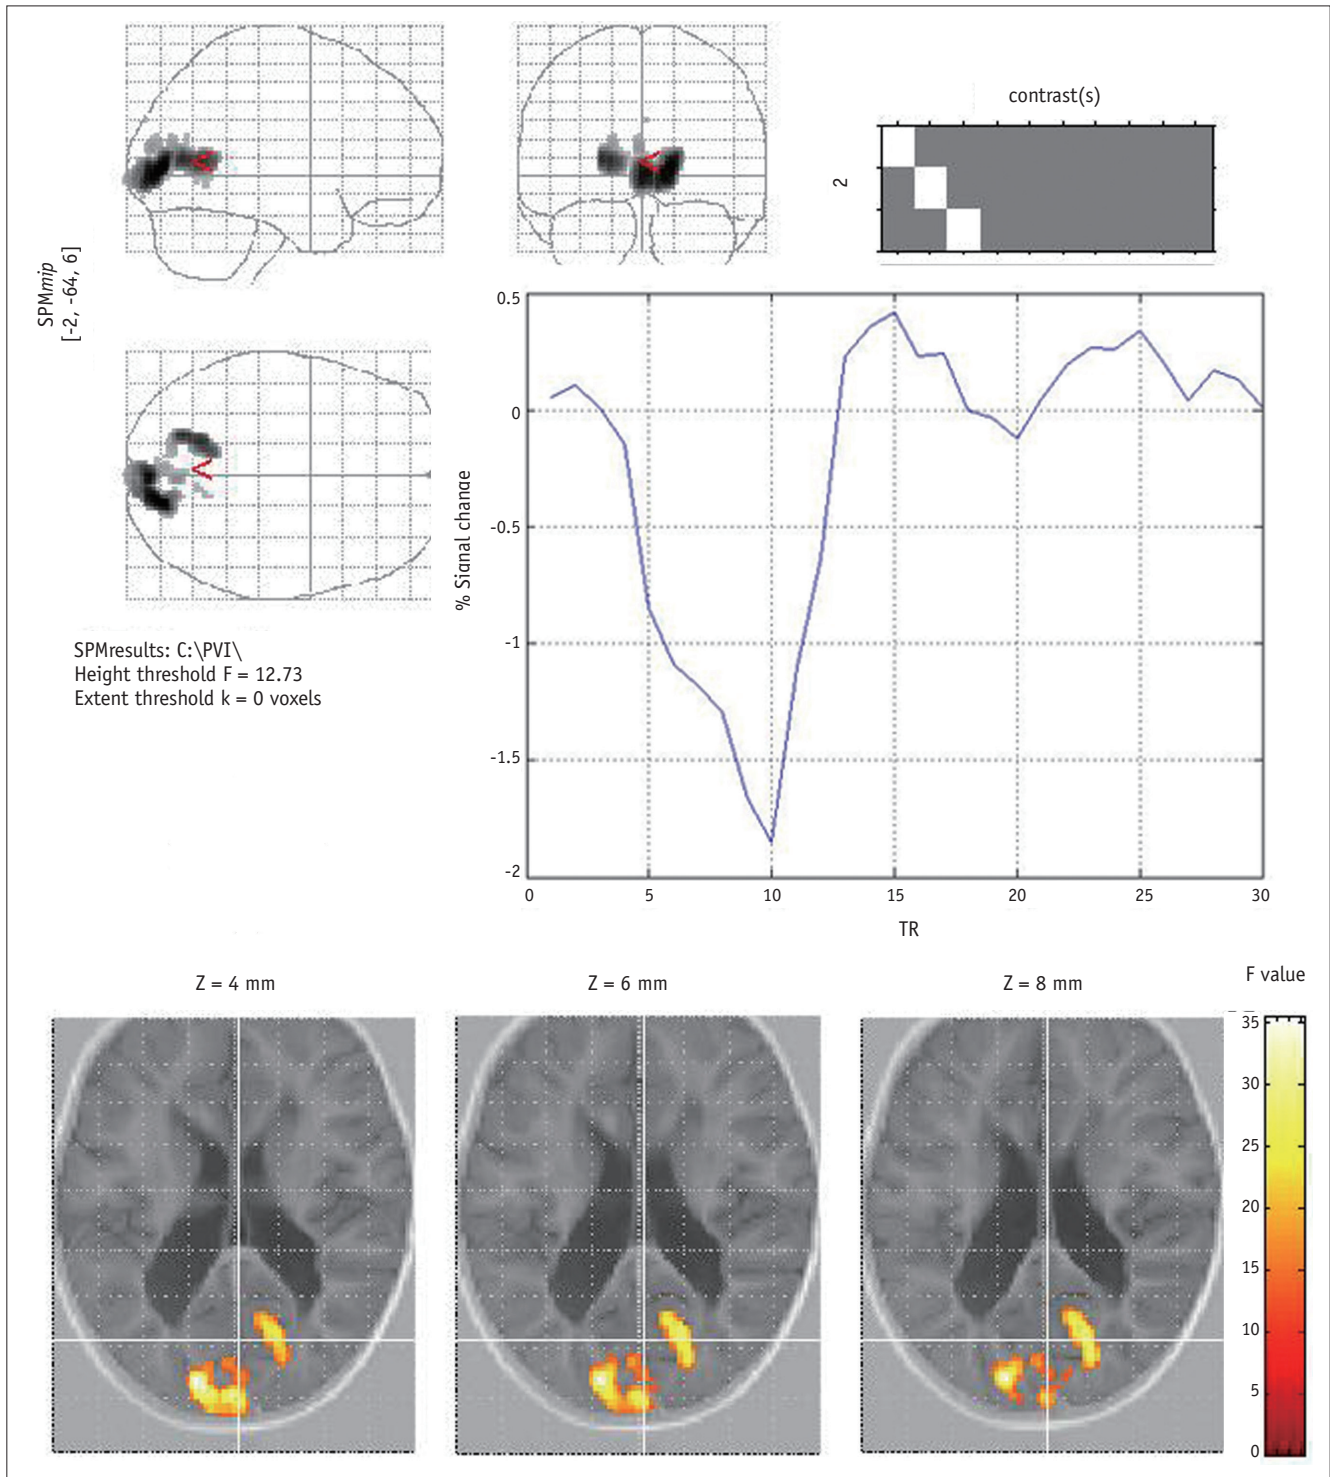 contrast(s)
2
SPMmip
[-2, -64, 6]
SPMresults: C:\PVI\
Height threshold F = 12.73
Extent threshold k = 0 voxels
% Signal change
0.5
0
-0.5
-1
-1.5
-2
0 5 10 15 20 25 30
TR
Z = 4 mm
Z = 6 mm
Z = 8 mm
F value
35
30
25
20
15
10
5
0